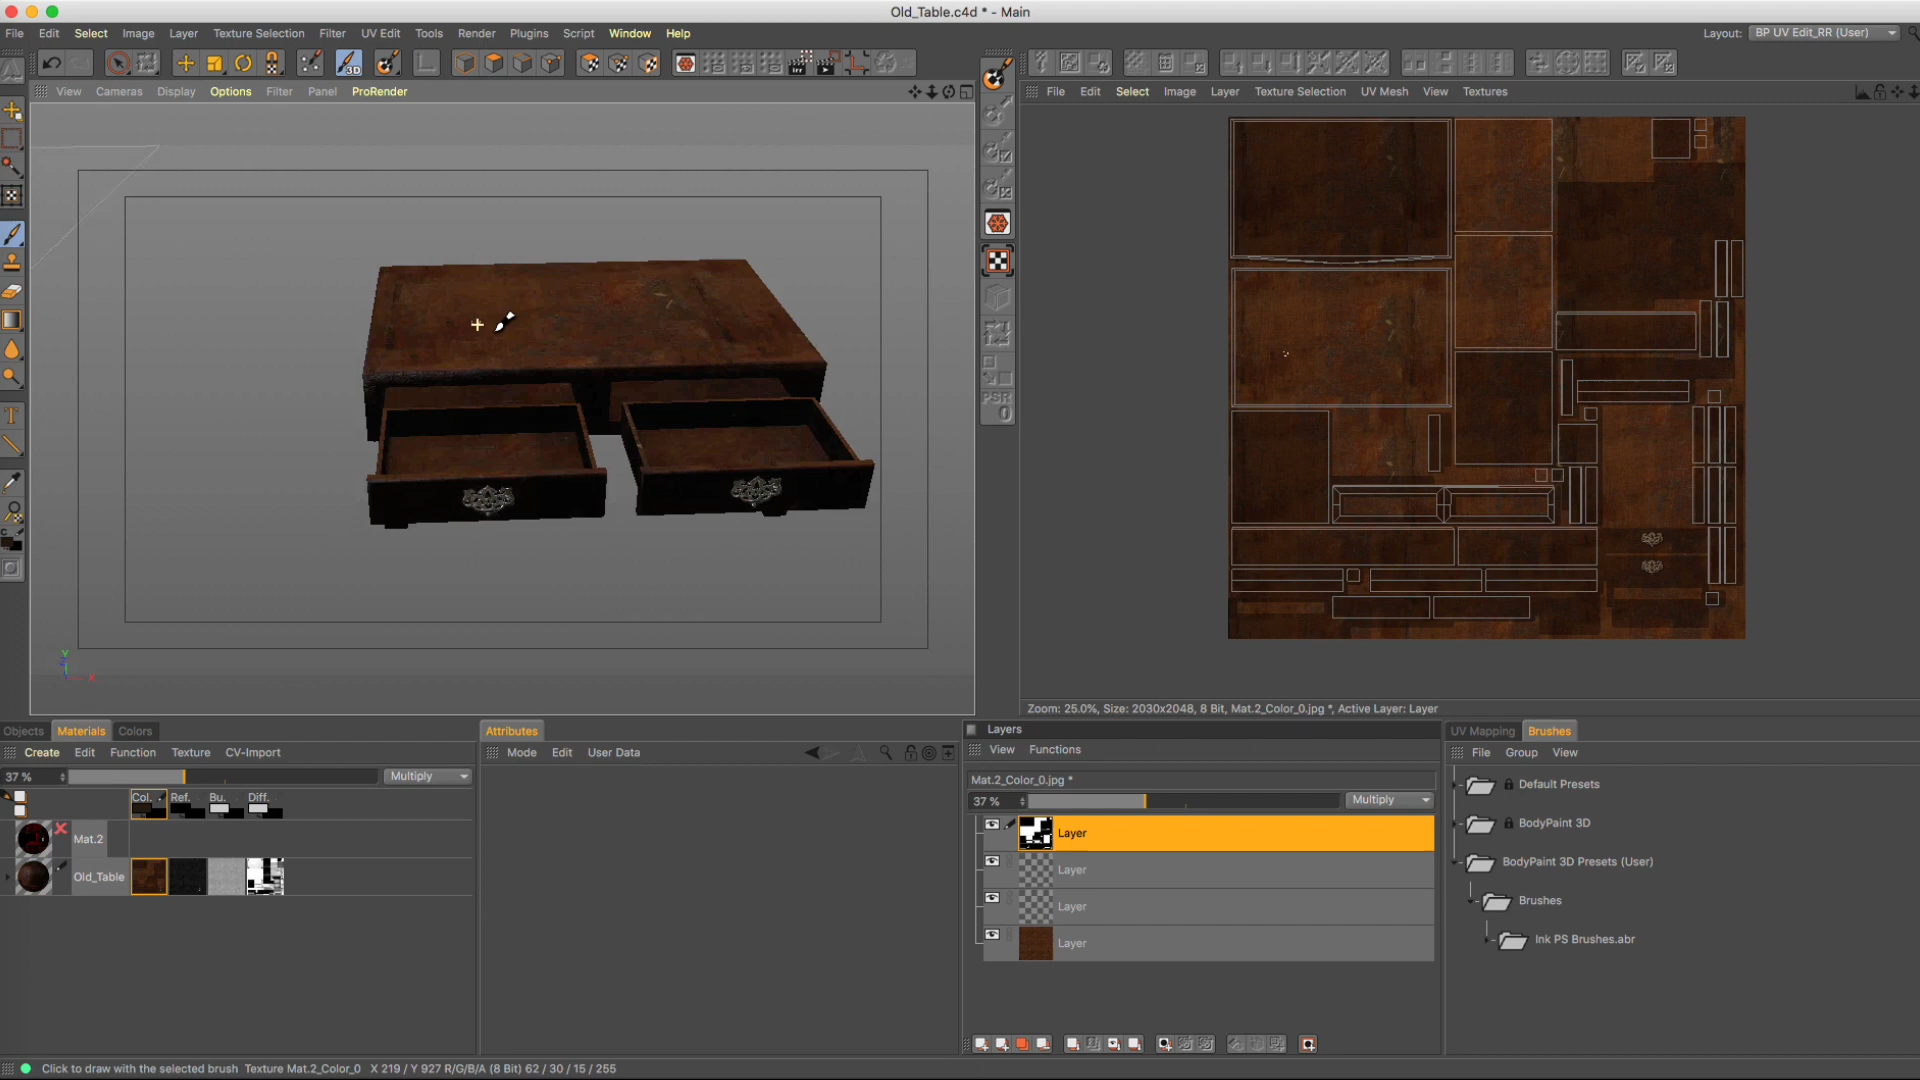 Old_Table.c4d * - Main
File Edit Select Image Layer Texture Selection Filter UV Edit Tools Render Plugins Script Window Help
Layout: BP UV Edit_RR (User)
View Cameras Display Options Filter Panel ProRender
File Edit Select Image Layer Texture Selection UV Mesh View Textures
3D
PSR
0
Y
Z
X
Zoom: 25.0%, Size: 2030x2048, 8 Bit, Mat.2_Color_0.jpg *, Active Layer: Layer
Objects Materials Colors
Create Edit Function Texture CV-Import
37 % Multiply
Col. Ref. Bu. Diff.
Mat.2
Old_Table
Attributes
Mode Edit User Data
Layers
View Functions
Mat.2_Color_0.jpg *
37 % Multiply
Layer
Layer
Layer
Layer
UV Mapping Brushes
File Group View
Default Presets
BodyPaint 3D
BodyPaint 3D Presets (User)
Brushes
Ink PS Brushes.abr
Click to draw with the selected brush Texture Mat.2_Color_0 X 219 / Y 927 R/G/B/A (8 Bit) 62 / 30 / 15 / 255